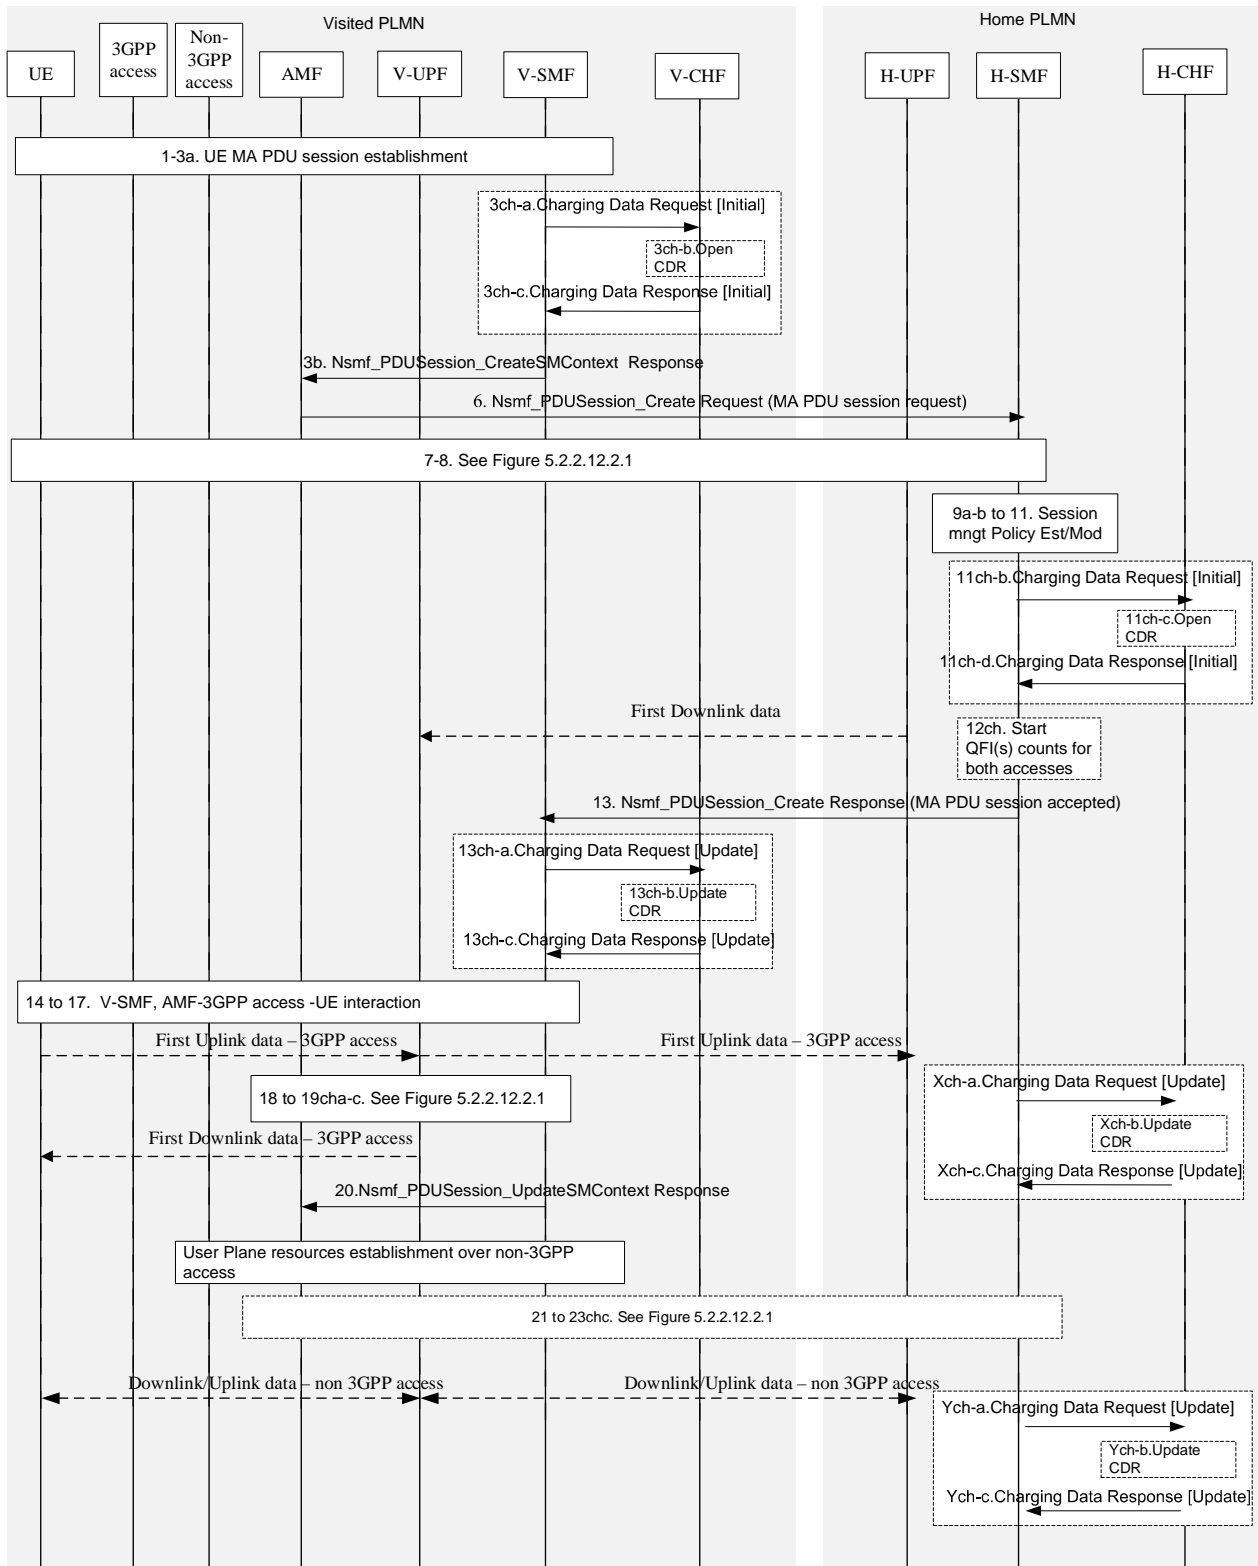 Visited PLMN
Home PLMN
UE
3GPP
access
Non-
3GPP
access
AMF
V-UPF
V-SMF
V-CHF
H-UPF
H-SMF
H-CHF
1-3a. UE MA PDU session establishment
3ch-a.Charging Data Request [Initial]
3ch-b.Open
CDR
3ch-c.Charging Data Response [Initial]
3b. Nsmf_PDUSession_CreateSMContext Response
6. Nsmf_PDUSession_Create Request (MA PDU session request)
7-8. See Figure 5.2.2.12.2.1
9a-b to 11. Session
mngt Policy Est/Mod
11ch-b.Charging Data Request [Initial]
11ch-c.Open
CDR
11ch-d.Charging Data Response [Initial]
First Downlink data
12ch. Start
QFI(s) counts for
both accesses
13. Nsmf_PDUSession_Create Response (MA PDU session accepted)
13ch-a.Charging Data Request [Update]
13ch-b.Update
CDR
13ch-c.Charging Data Response [Update]
14 to 17. V-SMF, AMF-3GPP access -UE interaction
First Uplink data – 3GPP access
First Uplink data – 3GPP access
Xch-a.Charging Data Request [Update]
18 to 19cha-c. See Figure 5.2.2.12.2.1
Xch-b.Update
CDR
First Downlink data – 3GPP access
Xch-c.Charging Data Response [Update]
20.Nsmf_PDUSession_UpdateSMContext Response
User Plane resources establishment over non-3GPP
access
21 to 23chc. See Figure 5.2.2.12.2.1
Downlink/Uplink data – non 3GPP access
Downlink/Uplink data – non 3GPP access
Ych-a.Charging Data Request [Update]
Ych-b.Update
CDR
Ych-c.Charging Data Response [Update]